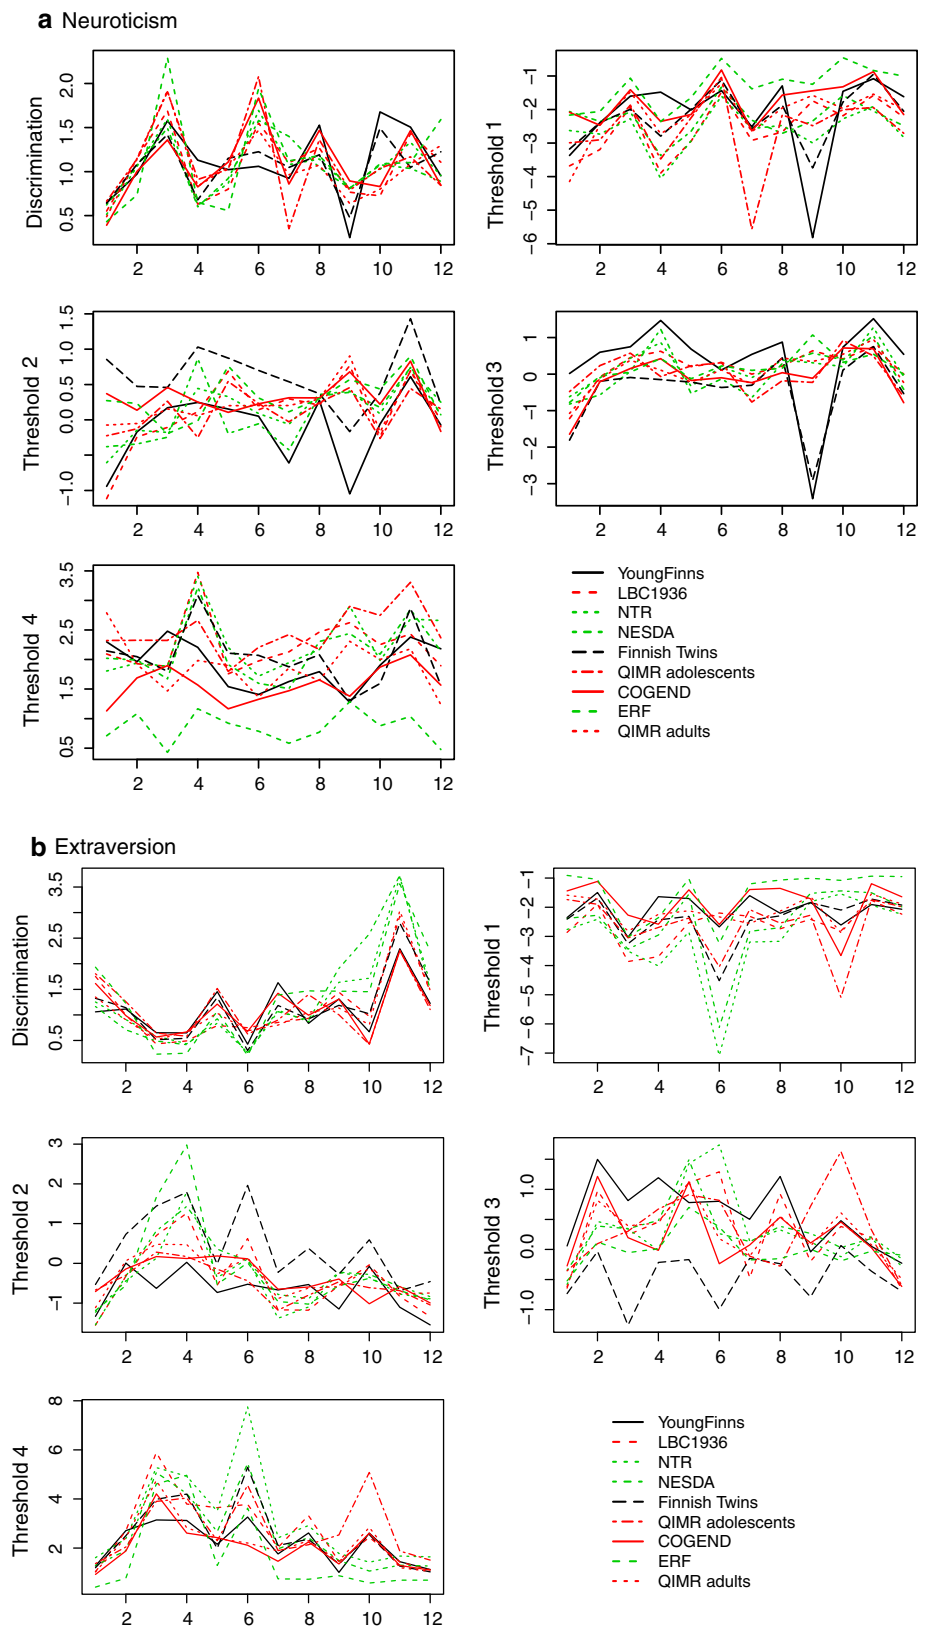 a Neuroticism
Discrimination
0.5 1.0 1.5 2.0
2 4 6 8 10 12
Threshold 1
−6 −5 −4 −3 −2 −1
2 4 6 8 10 12
Threshold 2
−1.0 0.0 0.5 1.0 1.5
2 4 6 8 10 12
Threshold 3
−3 −2 −1 0 1
2 4 6 8 10 12
Threshold 4
0.5 1.5 2.5 3.5
2 4 6 8 10 12
YoungFinns
LBC1936
NTR
NESDA
Finnish Twins
QIMR adolescents
COGEND
ERF
QIMR adults
b Extraversion
Discrimination
0.5 1.5 2.5 3.5
2 4 6 8 10 12
Threshold 1
−7 −6 −5 −4 −3 −2 −1
2 4 6 8 10 12
Threshold 2
−1 0 1 2 3
2 4 6 8 10 12
Threshold 3
−1.0 0.0 1.0
2 4 6 8 10 12
Threshold 4
2 4 6 8
2 4 6 8 10 12
YoungFinns
LBC1936
NTR
NESDA
Finnish Twins
QIMR adolescents
COGEND
ERF
QIMR adults